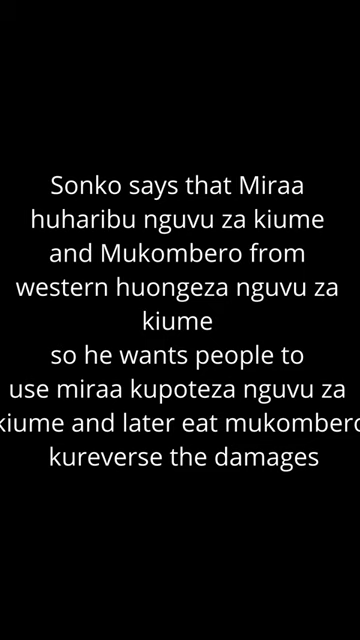 Sonko says that Miraa
huharibu nguvu za kiume
and Mukombero from
western huongeza nguvu za
kiume
so he wants people to
use miraa kupoteza nguvu za
kiume and later eat mukombero
kureverse the damages